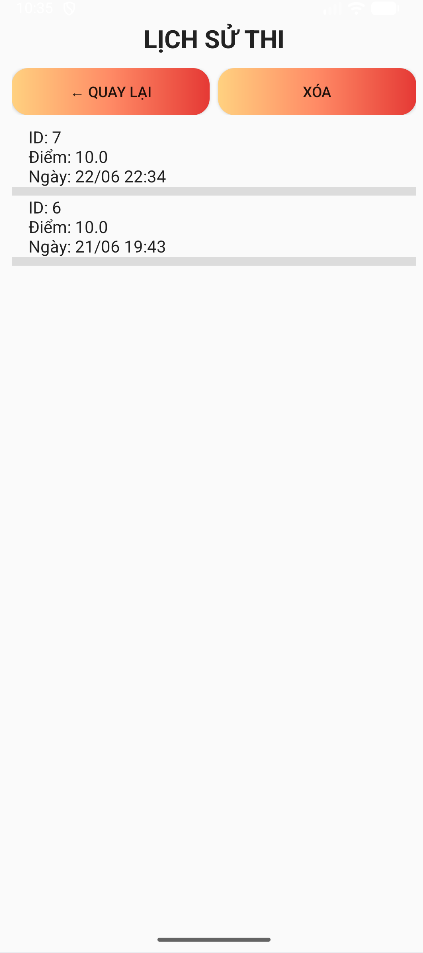 LỊCH SỬ THI
← QUAY LẠI
XÓA
ID: 7
Điểm: 10.0
Ngày: 22/06 22:34
ID: 6
Điểm: 10.0
Ngày: 21/06 19:43